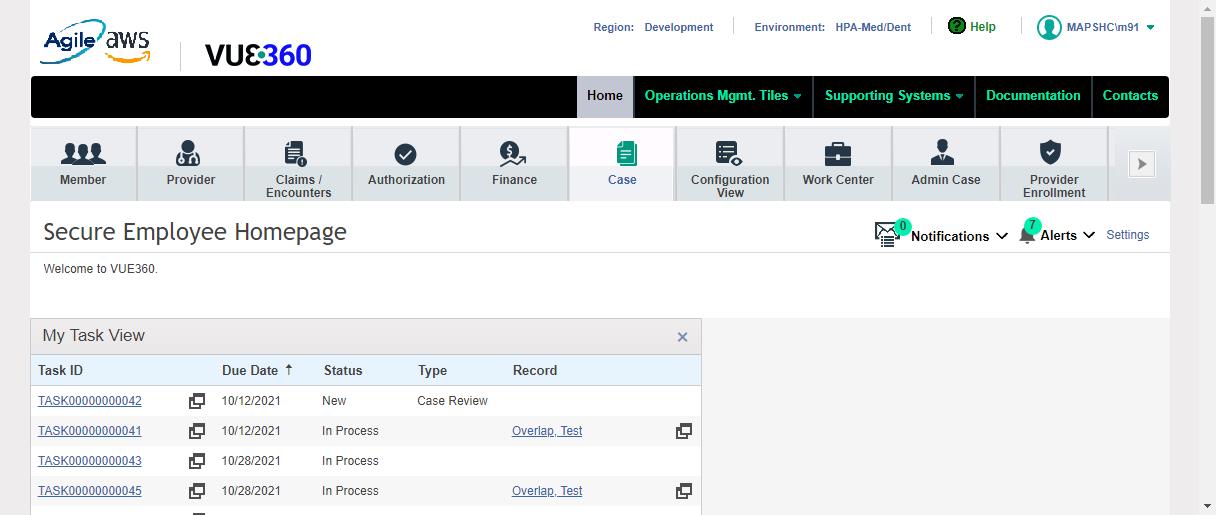 Agile aws
VUE360
Region: Development
Environment: HPA-Med/Dent
? Help
MAPSHC\m91
Home
Operations Mgmt. Tiles
Supporting Systems
Documentation
Contacts
Member
Provider
Claims /
Encounters
Authorization
Finance
Case
Configuration
View
Work Center
Admin Case
Provider
Enrollment
Secure Employee Homepage
0 Notifications
7 Alerts
Settings
Welcome to VUE360.
My Task View
Task ID Due Date ↑ Status Type Record
TASK00000000042 10/12/2021 New Case Review
TASK00000000041 10/12/2021 In Process Overlap, Test
TASK00000000043 10/28/2021 In Process
TASK00000000045 10/28/2021 In Process Overlap, Test